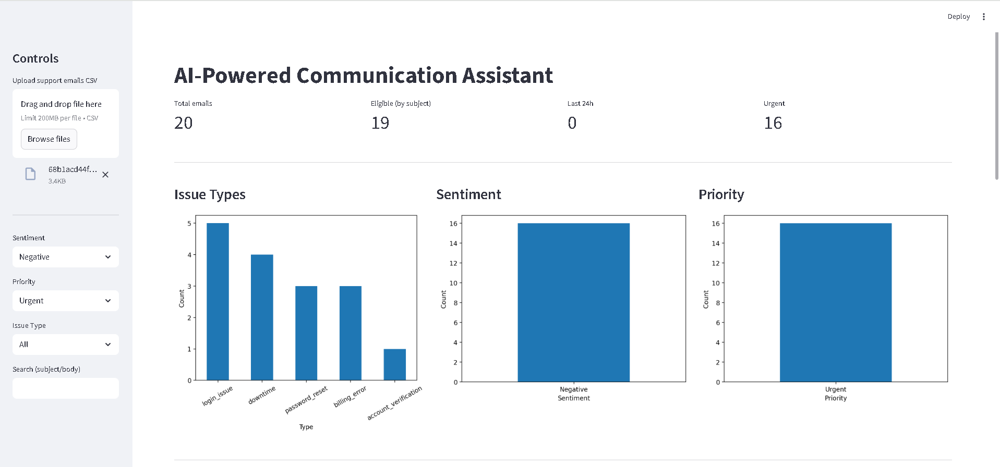 Deploy
Controls
Upload support emails CSV
Drag and drop file here
Limit 200MB per file • CSV
Browse files
68b1acd44f...
3.4KB
Sentiment
Negative
Priority
Urgent
Issue Type
All
Search (subject/body)
AI-Powered Communication Assistant
Total emails
20
Eligible (by subject)
19
Last 24h
0
Urgent
16
Issue Types
5
4
3
2
1
0
Count
login_issue
downtime
password_reset
billing_error
account_verification
Type
Sentiment
16
14
12
10
8
6
4
2
0
Count
Negative
Sentiment
Priority
16
14
12
10
8
6
4
2
0
Count
Urgent
Priority